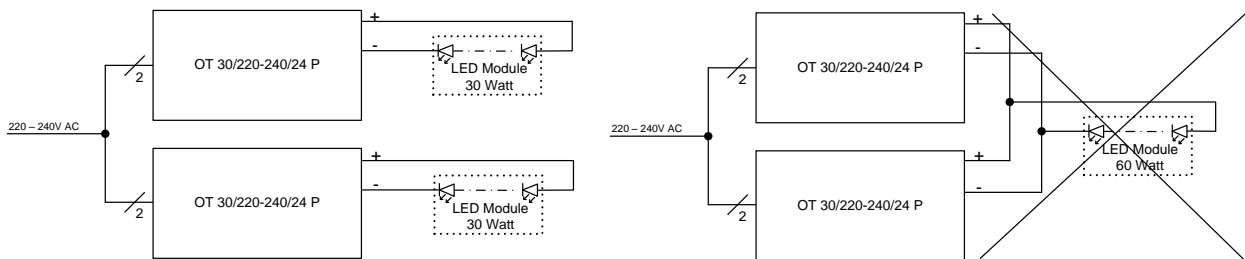 +
OT 30/220-240/24 P
-
2
LED Module
30 Watt
220 – 240V AC
+
OT 30/220-240/24 P
-
2
LED Module
30 Watt
+
OT 30/220-240/24 P
-
2
220 – 240V AC
LED Module
60 Watt
+
OT 30/220-240/24 P
-
2